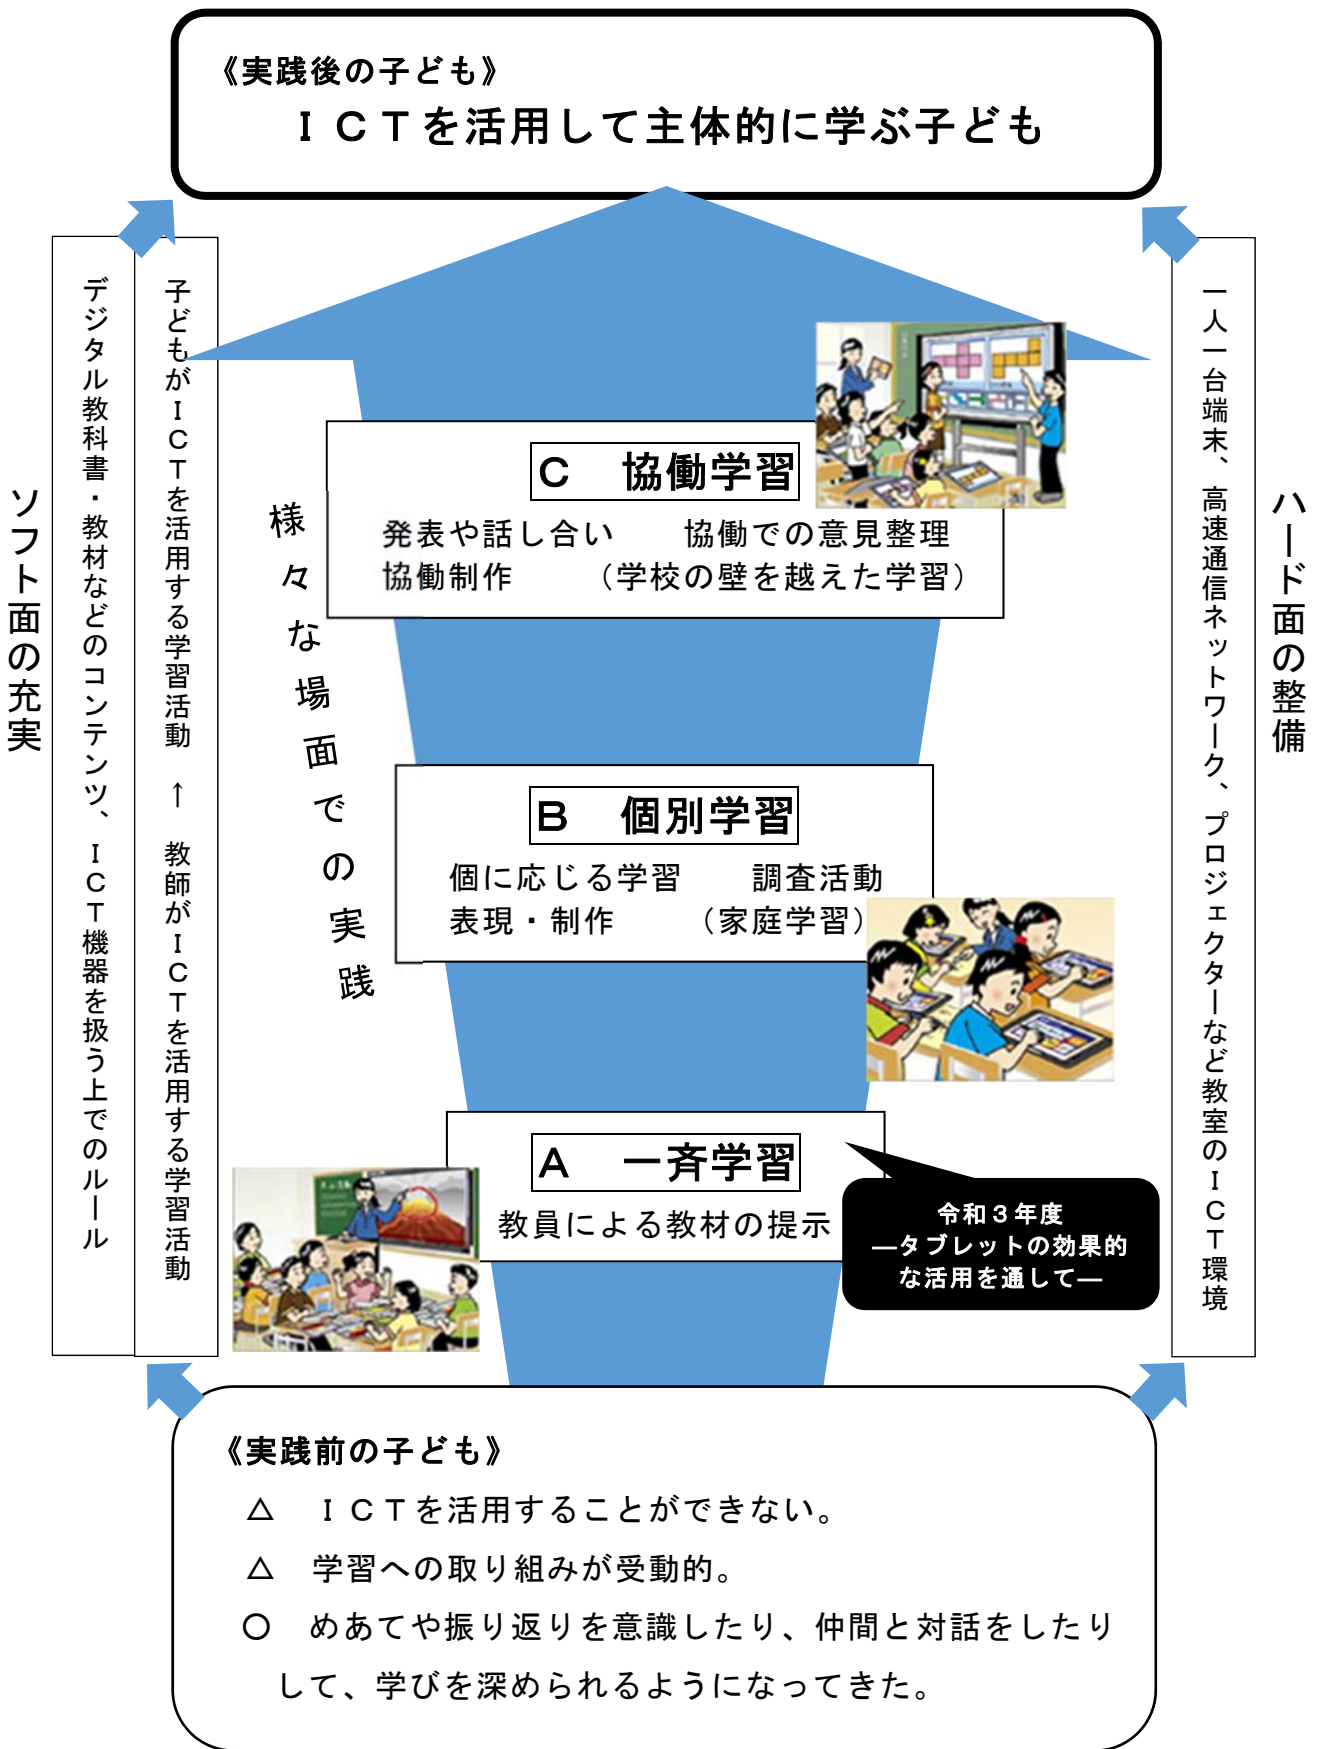 《実践後の子ども》
ＩＣＴを活用して主体的に学ぶ子ども
ソフト面の充実
デジタル教科書・教材などのコンテンツ、ＩＣＴ機器を扱う上でのルール
子どもがＩＣＴを活用する学習活動　↑　教師がＩＣＴを活用する学習活動
様々な場面での実践
Ｃ　協働学習
発表や話し合い　　協働での意見整理
協働制作　　（学校の壁を越えた学習）
Ｂ　個別学習
個に応じる学習　　調査活動
表現・制作　　（家庭学習）
Ａ　一斉学習
教員による教材の提示
令和３年度
―タブレットの効果的
な活用を通して―
一人一台端末、高速通信ネットワーク、プロジェクターなど教室のＩＣＴ環境
ハード面の整備
《実践前の子ども》
△　ＩＣＴを活用することができない。
△　学習への取り組みが受動的。
○　めあてや振り返りを意識したり、仲間と対話をしたり
して、学びを深められるようになってきた。